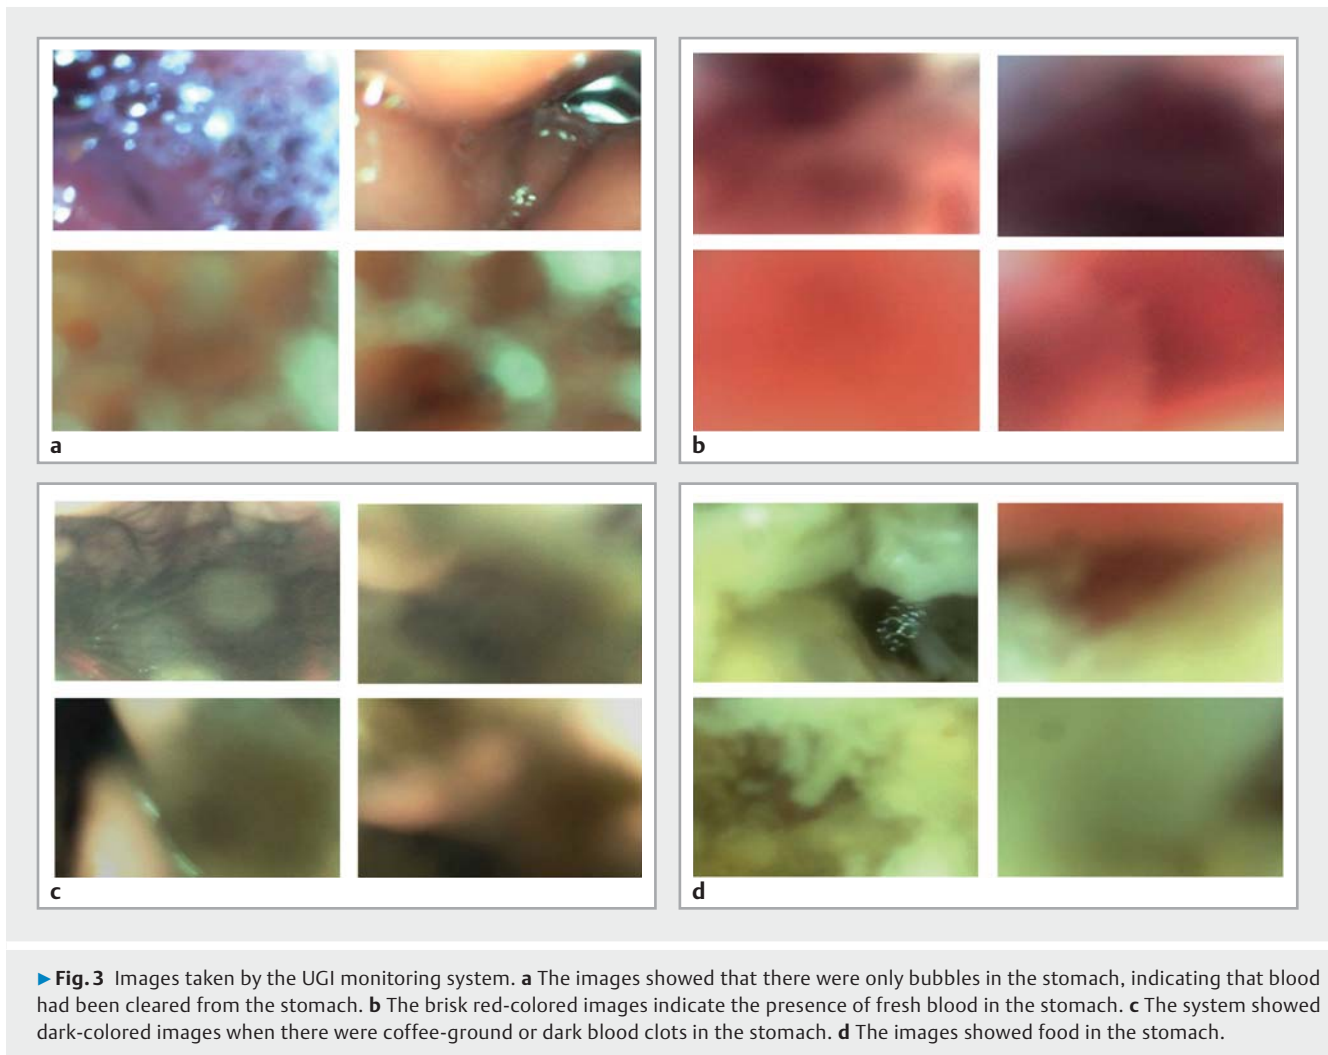 a
b
c
d
▶ Fig. 3 Images taken by the UGI monitoring system. a The images showed that there were only bubbles in the stomach, indicating that blood
had been cleared from the stomach. b The brisk red-colored images indicate the presence of fresh blood in the stomach. c The system showed
dark-colored images when there were coffee-ground or dark blood clots in the stomach. d The images showed food in the stomach.